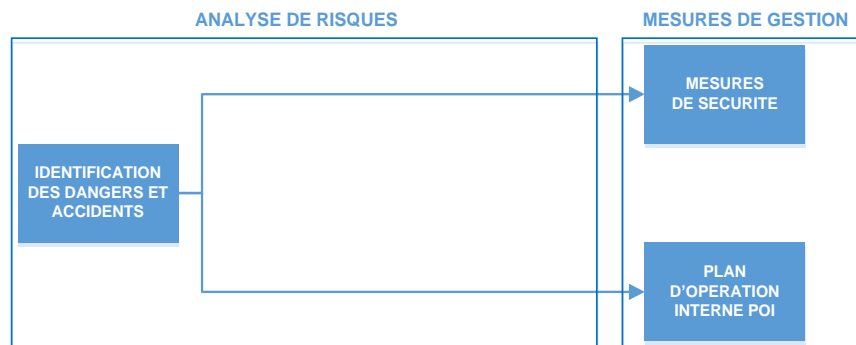 ANALYSE DE RISQUES
MESURES DE GESTION
MESURES
DE SECURITE
IDENTIFICATION
DES DANGERS ET
ACCIDENTS
PLAN
D'OPERATION
INTERNE POI